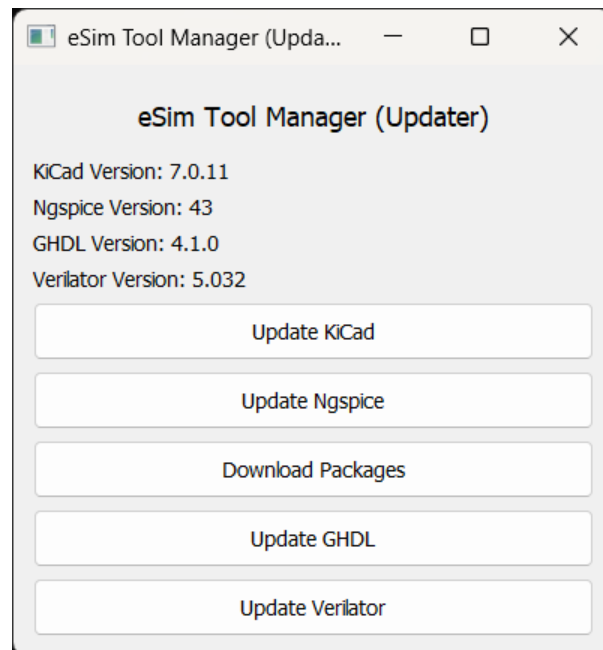 eSim Tool Manager (Upda...
eSim Tool Manager (Updater)
KiCad Version: 7.0.11
Ngspice Version: 43
GHDL Version: 4.1.0
Verilator Version: 5.032
Update KiCad
Update Ngspice
Download Packages
Update GHDL
Update Verilator